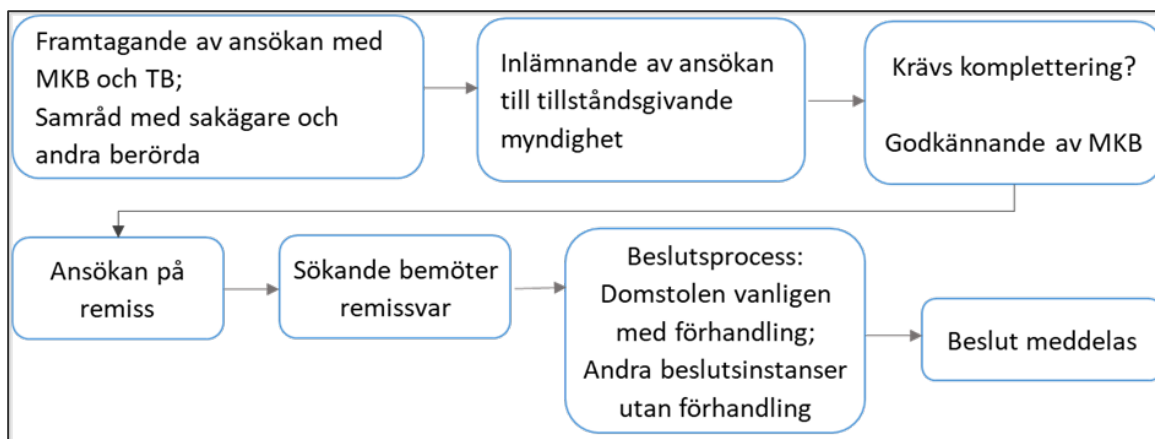 Framtagande av ansökan med
MKB och TB;
Samråd med sakägare och
andra berörda
Inlämnande av ansökan
till tillståndsgivande
myndighet
Krävs komplettering?
Godkännande av MKB
Ansökan på
remiss
Sökande bemöter
remissvar
Beslutsprocess:
Domstolen vanligen
med förhandling;
Andra beslutsinstanser
utan förhandling
Beslut meddelas